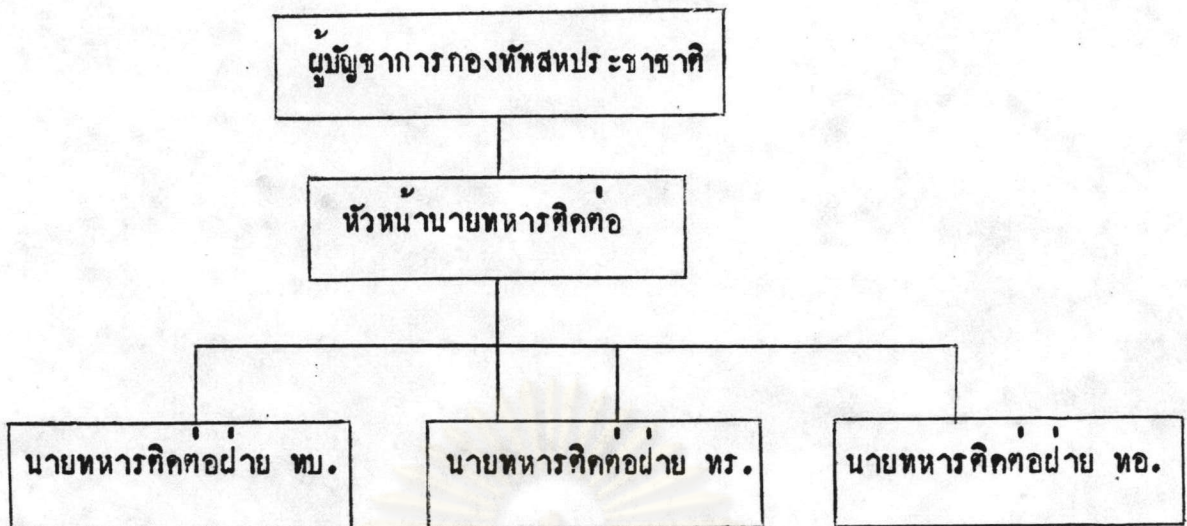 ผู้บัญชาการกองทัพสหประชาชาติ
หัวหน้านายทหารติดต่อ
นายทหารติดต่อฝ่าย ทบ.
นายทหารติดต่อฝ่าย ทร.
นายทหารติดต่อฝ่าย ทอ.